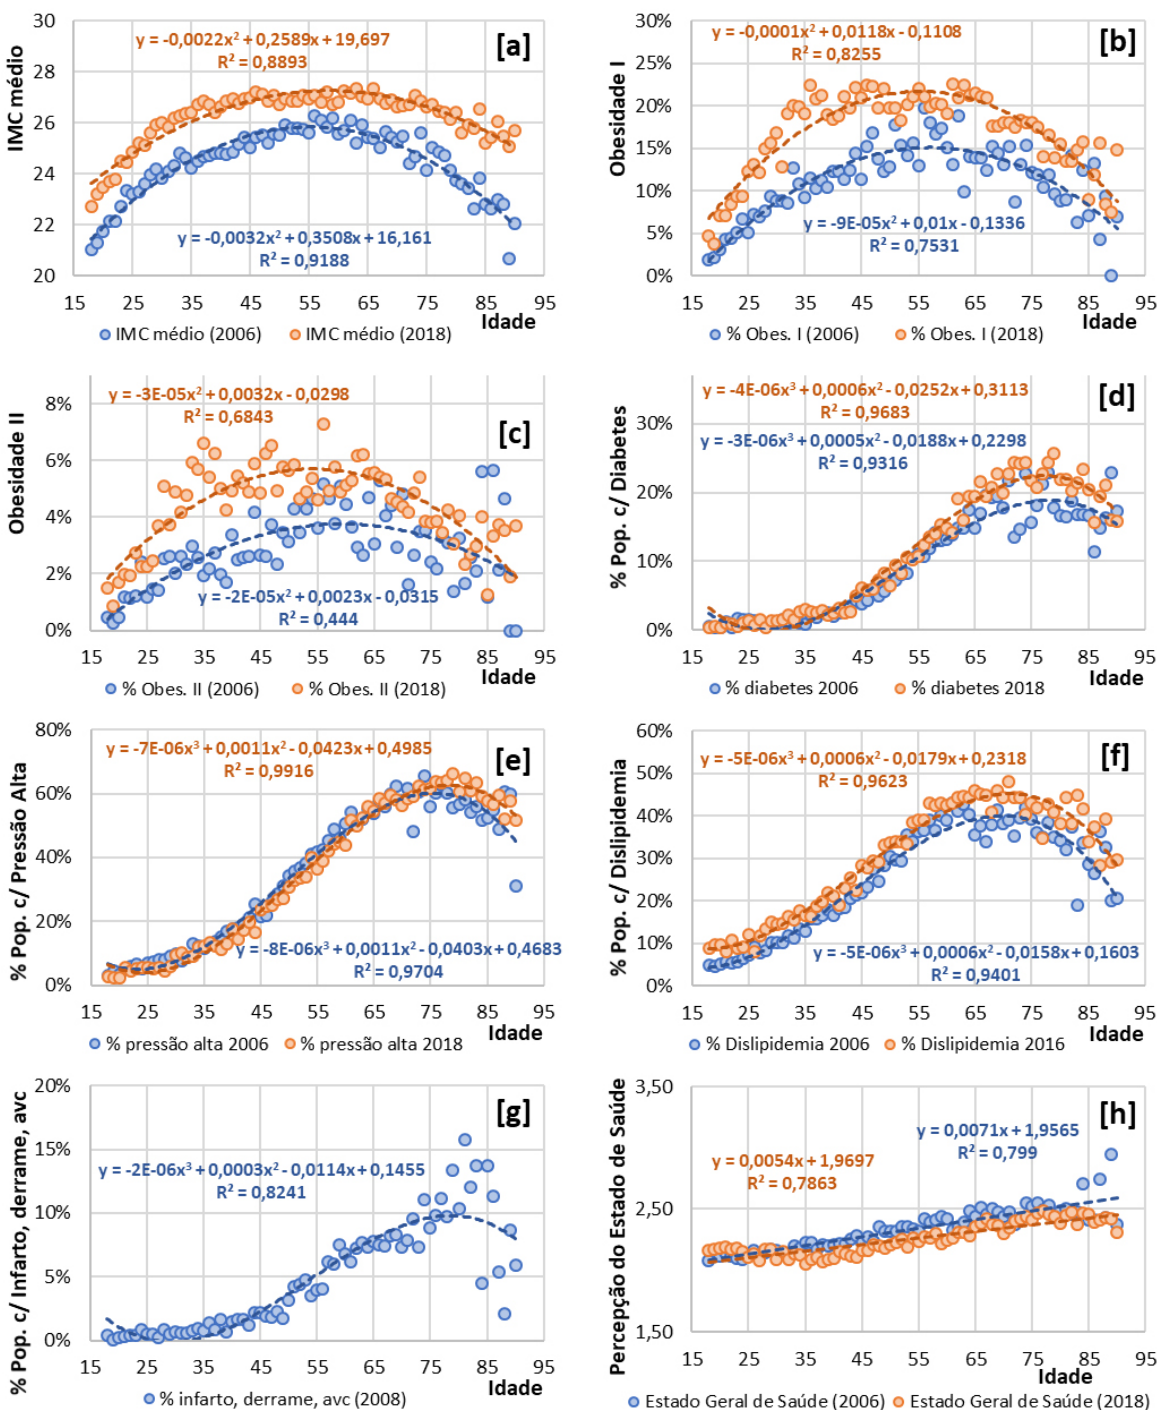 [a]
IMC médio
30
28
26
24
22
20
y = -0,0022x² + 0,2589x + 19,697
R² = 0,8893
y = -0,0032x² + 0,3508x + 16,161
R² = 0,9188
15 25 35 45 55 65 75 85 95
Idade
IMC médio (2006) IMC médio (2018)
[b]
Obesidade I
30%
25%
20%
15%
10%
5%
0%
y = -0,0001x² + 0,0118x - 0,1108
R² = 0,8255
y = -9E-05x² + 0,01x - 0,1336
R² = 0,7531
15 25 35 45 55 65 75 85 95
Idade
% Obes. I (2006) % Obes. I (2018)
[c]
Obesidade II
8%
6%
4%
2%
0%
y = -3E-05x² + 0,0032x - 0,0298
R² = 0,6843
y = -2E-05x² + 0,0023x - 0,0315
R² = 0,444
15 25 35 45 55 65 75 85 95
Idade
% Obes. II (2006) % Obes. II (2018)
[d]
% Pop. c/ Diabetes
30%
20%
10%
0%
y = -4E-06x³ + 0,0006x² - 0,0252x + 0,3113
R² = 0,9683
y = -3E-06x³ + 0,0005x² - 0,0188x + 0,2298
R² = 0,9316
15 25 35 45 55 65 75 85 95
Idade
% diabetes 2006 % diabetes 2018
[e]
% Pop. c/ Pressão Alta
80%
60%
40%
20%
0%
y = -7E-06x³ + 0,0011x² - 0,0423x + 0,4985
R² = 0,9916
y = -8E-06x³ + 0,0011x² - 0,0403x + 0,4683
R² = 0,9704
15 25 35 45 55 65 75 85 95
Idade
% pressão alta 2006 % pressão alta 2018
[f]
% Pop. c/ Dislipidemia
60%
50%
40%
30%
20%
10%
0%
y = -5E-06x³ + 0,0006x² - 0,0179x + 0,2318
R² = 0,9623
y = -5E-06x³ + 0,0006x² - 0,0158x + 0,1603
R² = 0,9401
15 25 35 45 55 65 75 85 95
Idade
% Dislipidemia 2006 % Dislipidemia 2016
[g]
% Pop. c/ Infarto, derrame, avc
20%
15%
10%
5%
0%
y = -2E-06x³ + 0,0003x² - 0,0114x + 0,1455
R² = 0,8241
15 25 35 45 55 65 75 85 95
Idade
% infarto, derrame, avc (2008)
[h]
Percepção do Estado de Saúde
3,50
2,50
1,50
y = 0,0071x + 1,9565
R² = 0,799
y = 0,0054x + 1,9697
R² = 0,7863
15 25 35 45 55 65 75 85 95
Idade
Estado Geral de Saúde (2006) Estado Geral de Saúde (2018)